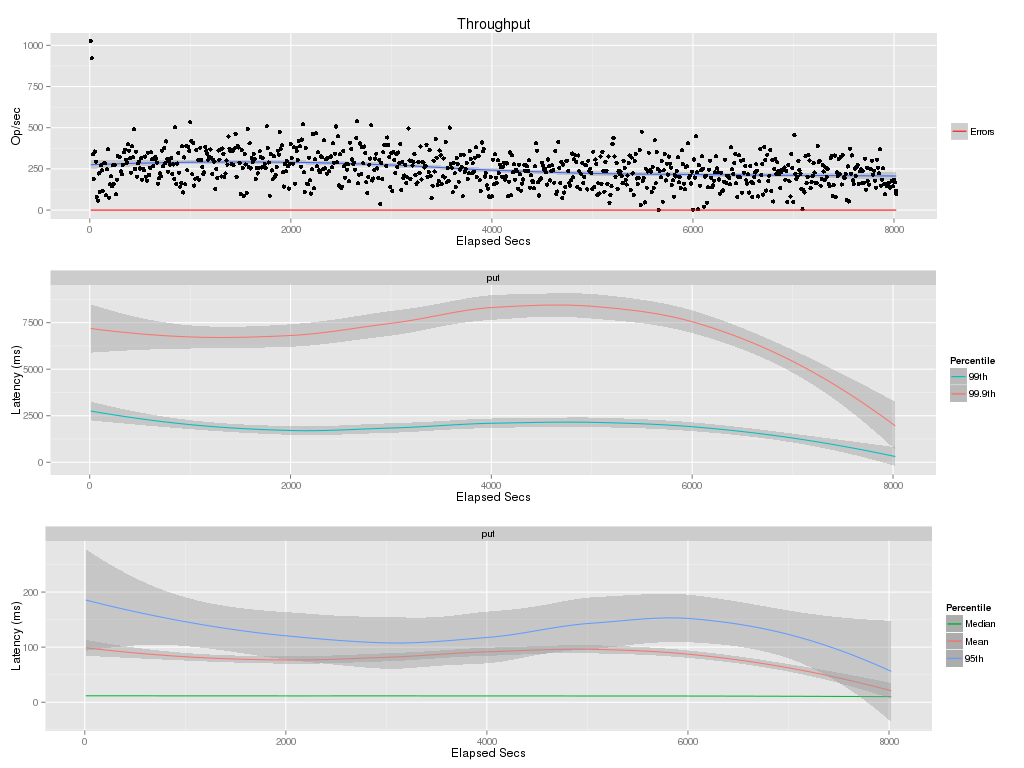 Throughput
1000
750
500
250
0
Op/sec
0 2000 4000 6000 8000
Elapsed Secs
Errors
put
7500
5000
2500
0
Latency (ms)
0 2000 4000 6000 8000
Elapsed Secs
Percentile
99th
99.9th
put
200
100
0
Latency (ms)
0 2000 4000 6000 8000
Elapsed Secs
Percentile
Median
Mean
95th